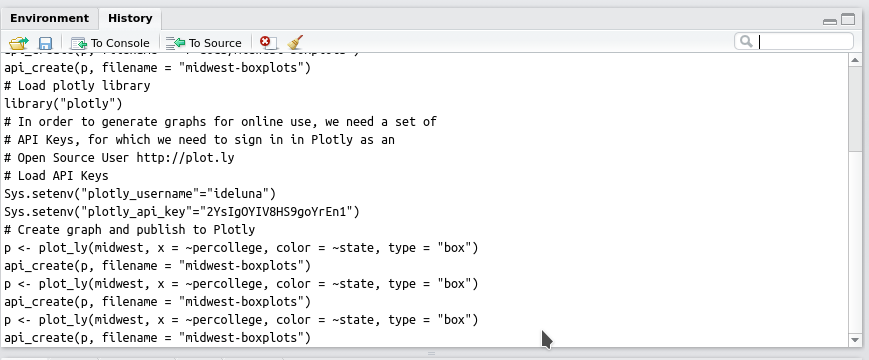 Environment History
To Console To Source
api_create(p, filename = "midwest-boxplots")
# Load plotly library
library("plotly")
# In order to generate graphs for online use, we need a set of
# API Keys, for which we need to sign in in Plotly as an
# Open Source User http://plot.ly
# Load API Keys
Sys.setenv("plotly_username"="ideluna")
Sys.setenv("plotly_api_key"="2YsIgOYIV8HS9goYrEn1")
# Create graph and publish to Plotly
p <- plot_ly(midwest, x = ~percollege, color = ~state, type = "box")
api_create(p, filename = "midwest-boxplots")
p <- plot_ly(midwest, x = ~percollege, color = ~state, type = "box")
api_create(p, filename = "midwest-boxplots")
p <- plot_ly(midwest, x = ~percollege, color = ~state, type = "box")
api_create(p, filename = "midwest-boxplots")